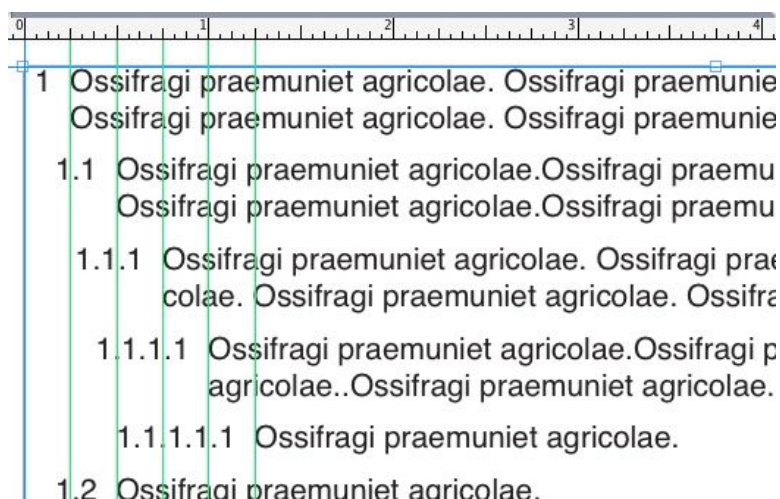 0 1 2 3 4
1 Ossifragi praemuniet agricolae. Ossifragi praemunie
Ossifragi praemuniet agricolae. Ossifragi praemunie
1.1 Ossifragi praemuniet agricolae.Ossifragi praemu
Ossifragi praemuniet agricolae.Ossifragi praemu
1.1.1 Ossifragi praemuniet agricolae. Ossifragi prae
colae. Ossifragi praemuniet agricolae. Ossifra
1.1.1.1 Ossifragi praemuniet agricolae.Ossifragi p
agricolae..Ossifragi praemuniet agricolae.
1.1.1.1.1 Ossifragi praemuniet agricolae.
1.2 Ossifragi praemuniet agricolae.